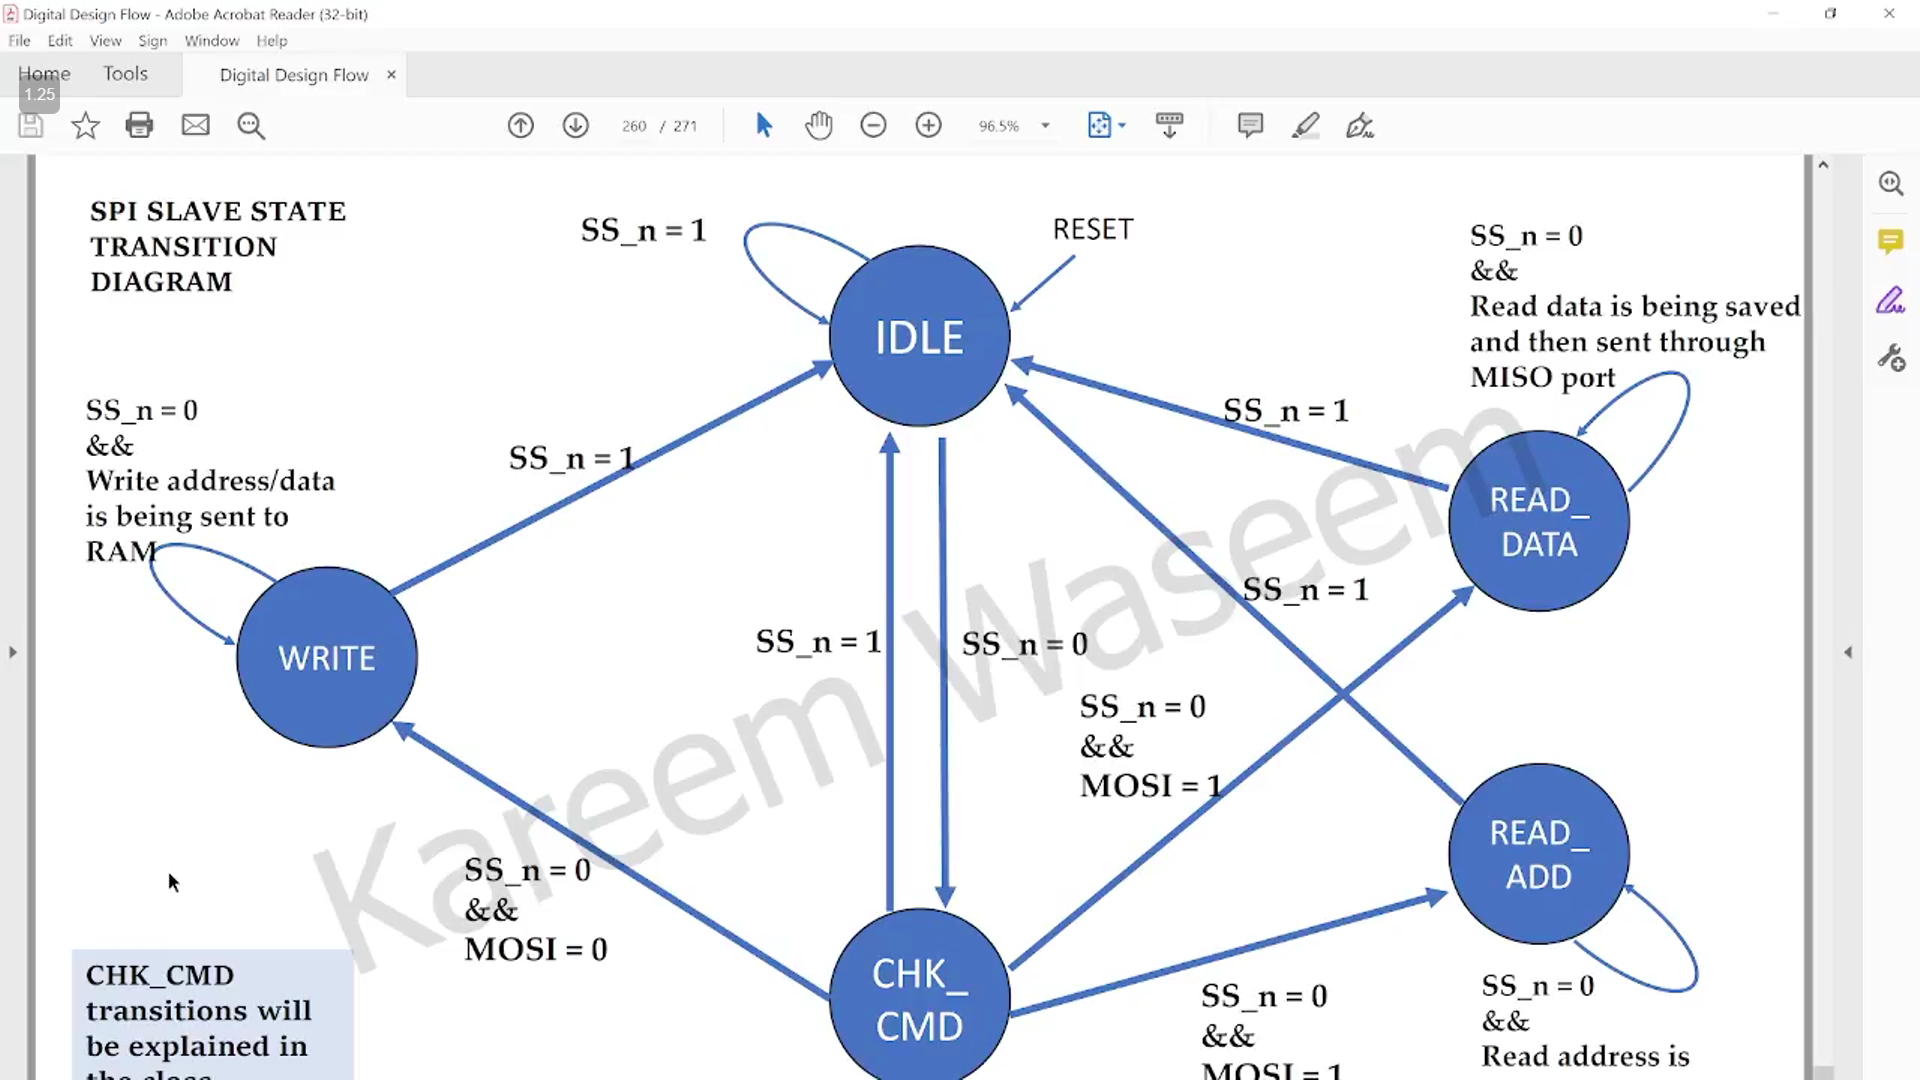 Digital Design Flow - Adobe Acrobat Reader (32-bit)
File Edit View Sign Window Help
Home Tools Digital Design Flow
1.25
260 / 271 96.5%
SPI SLAVE STATE
TRANSITION
DIAGRAM
SS_n = 1
RESET
IDLE
SS_n = 0
&&
Read data is being saved
and then sent through
MISO port
SS_n = 0
&&
Write address/data
is being sent to
RAM
SS_n = 1
SS_n = 1
READ_
DATA
SS_n = 1
WRITE
SS_n = 1
SS_n = 0
SS_n = 0
&&
MOSI = 1
Kareem Waseem
READ_
ADD
SS_n = 0
&&
MOSI = 0
CHK_
CMD
SS_n = 0
&&
MOSI = 1
SS_n = 0
&&
Read address is
CHK_CMD
transitions will
be explained in
the class